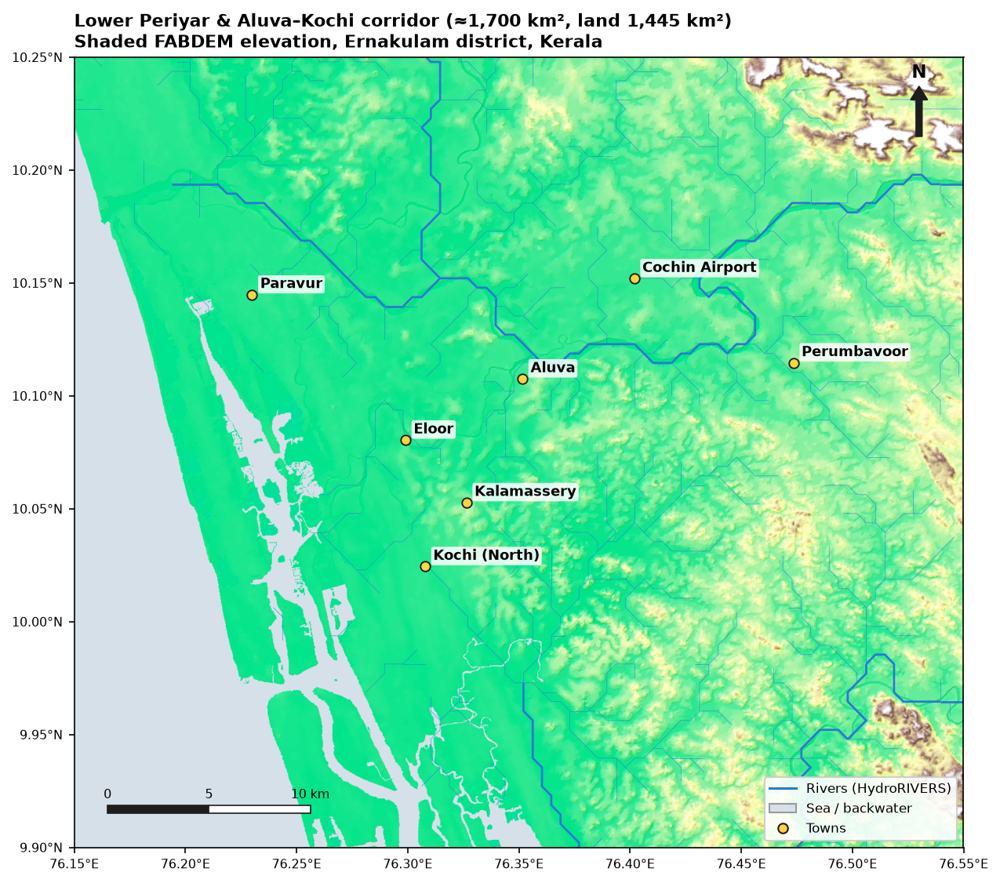 Lower Periyar & Aluva–Kochi corridor (≈1,700 km², land 1,445 km²)
Shaded FABDEM elevation, Ernakulam district, Kerala
10.25°N
10.20°N
10.15°N
10.10°N
10.05°N
10.00°N
9.95°N
9.90°N
N
Cochin Airport
Paravur
Perumbavoor
Aluva
Eloor
Kalamassery
Kochi (North)
0 5 10 km
Rivers (HydroRIVERS)
Sea / backwater
Towns
76.15°E 76.20°E 76.25°E 76.30°E 76.35°E 76.40°E 76.45°E 76.50°E 76.55°E